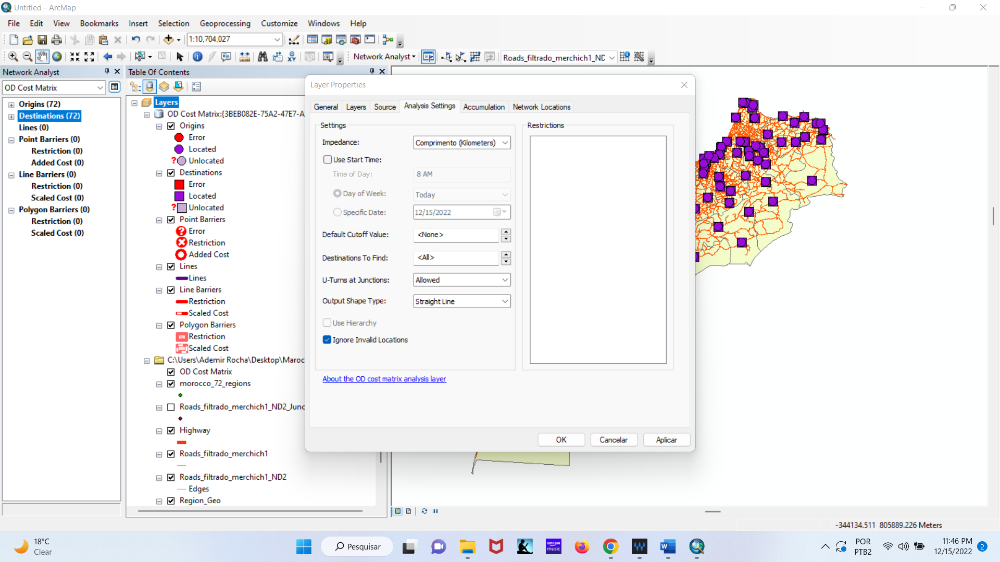 Untitled - ArcMap
File Edit View Bookmarks Insert Selection Geoprocessing Customize Windows Help
1:10,704,027
Network Analyst Roads_filtrado_merchich1_ND
Network Analyst
OD Cost Matrix
Origins (72)
Destinations (72)
Lines (0)
Point Barriers (0)
Restriction (0)
Added Cost (0)
Line Barriers (0)
Restriction (0)
Scaled Cost (0)
Polygon Barriers (0)
Restriction (0)
Scaled Cost (0)
Table Of Contents
Layers
OD Cost Matrix:{3BEB082E-75A2-47E7-A
Origins
Error
Located
? Unlocated
Destinations
Error
Located
? Unlocated
Point Barriers
Error
Restriction
Added Cost
Lines
Lines
Line Barriers
Restriction
Scaled Cost
Polygon Barriers
Restriction
Scaled Cost
C:\Users\Ademir Rocha\Desktop\Maroc
OD Cost Matrix
morocco_72_regions
Roads_filtrado_merchich1_ND2_Junc
Highway
Roads_filtrado_merchich1
Roads_filtrado_merchich1_ND2
Edges
Region_Geo
Layer Properties
General Layers Source Analysis Settings Accumulation Network Locations
Settings
Impedance: Comprimento (Kilometers)
Use Start Time:
Time of Day: 8 AM
Day of Week: Today
Specific Date: 12/15/2022
Default Cutoff Value: <None>
Destinations To Find: <All>
U-Turns at Junctions: Allowed
Output Shape Type: Straight Line
Use Hierarchy
Ignore Invalid Locations
About the OD cost matrix analysis layer
Restrictions
OK Cancelar Aplicar
-344134.511 805889.226 Meters
18°C
Clear
Pesquisar
amazon
music
POR
PTB2
11:46 PM
12/15/2022
2